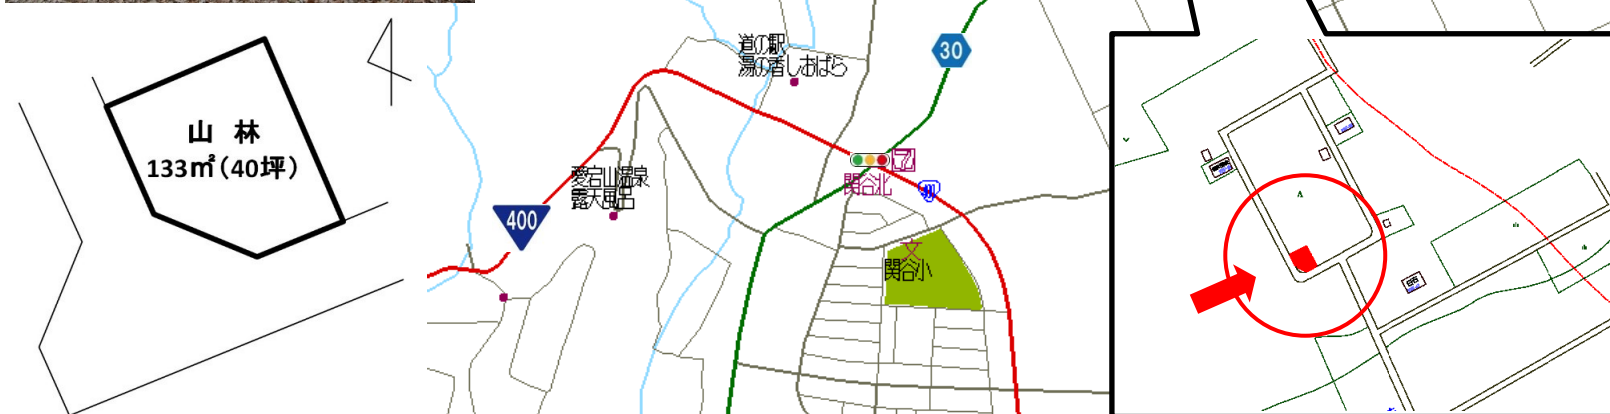 山 林
133㎡(40坪)
道の駅
湯の香しおばら
30
7
関谷北
愛宕山温泉
露天風呂
400
文
関谷小